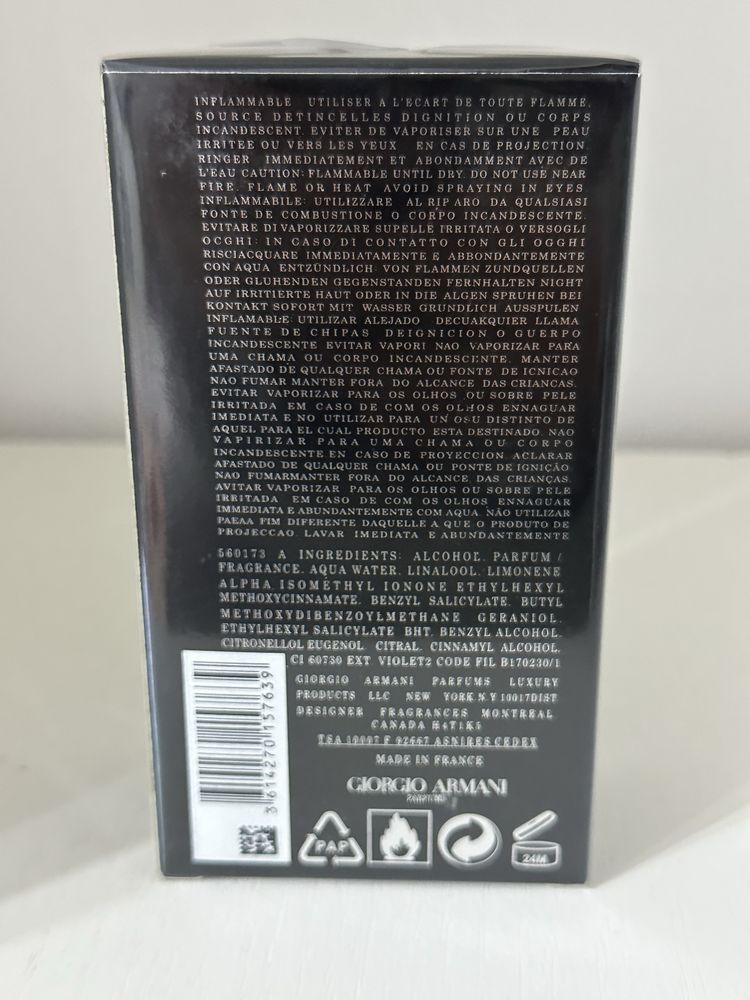 INFLAMMABLE UTILISER A L'ECART DE TOUTE FLAMME,
SOURCE DETINCELLES DIGNITION OU CORPS
INCANDESCENT. EVITER DE VAPORISER SUR UNE PEAU
IRRITEE OU VERS LES YEUX EN CAS DE PROJECTION.
RINGER IMMEDIATEMENT ET ABONDAMMENT AVEC DE
L'EAU CAUTION: FLAMMABLE UNTIL DRY. DO NOT USE NEAR
FIRE, FLAME OR HEAT AVOID SPRAYING IN EYES
INFLAMMABILE: UTILIZZARE AL RIP ARO DA QUALSIASI
FONTE DE COMBUSTIONE O CORPO INCANDESCENTE.
EVITARE DI VAPORIZZARE SUPELLE IRRITATA O VERSOGLI
OCGHI: IN CASO DI CONTATTO CON GLI OGGHI
RISCIACQUARE IMMEDIATAMENTE E ABBONDANTEMENTE
CON AQUA ENTZÜNDLICH: VON FLAMMEN ZUNDQUELLEN
ODER GLUHENDEN GEGENSTANDEN FERNHALTEN NIGHT
AUF IRRITIERTE HAUT ODER IN DIE ALGEN SPRUHEN BEI
KONTAKT SOFORT MIT WASSER GRUNDLICH AUSSPULEN
INFLAMABLE: UTILIZAR ALEJADO DECUAKQUIER LLAMA
FUENTE DE CHIPAS DEIGNICION O GUERPO
INCANDESCENTE EVITAR VAPORI NAO VAPORIZAR PARA
UMA CHAMA OU CORPO INCANDESCENTE. MANTER
AFASTADO DE QUALQUER CHAMA OU FONTE DE ICNICAO
NAO FUMAR MANTER FORA DO ALCANCE DAS CRIANCAS.
EVITAR VAPORIZAR PARA OS OLHOS OU SOBRE PELE
IRRITADA EM CASO DE COM OS OLHOS ENNAGUAR
IMEDIATA E NO UTILIZAR PARA UN OSU DISTINTO DE
AQUEL PARA EL CUAL PRODUCTO ESTA DESTINADO. NAO
VAPIRIZAR PARA UMA CHAMA OU CORPO
INCANDESCENTE EN CASO DE PROYECCION. ACLARAR
AFASTADO DE QUALQUER CHAMA OU PONTE DE IGNIÇÃO
NAO FUMARMANTER FORA DO ALCANCE DAS CRIANÇAS.
AVITAR VAPORIZAR PARA OS OLHOS OU SOBRE PELE
IRRITADA EM CASO DE COM OS OLHOS ENNAGUAR
IMMEDIATA E ABUNDANTEMENTE COM AQUA. NÃO UTILIZAR
PAEAA FIM DIFERENTE DAQUELLE A QUE O PRODUTO DE
PROJECCAO. LAVAR IMEDIATA E ABUNDANTEMENTE
560173 A INGREDIENTS: ALCOHOL. PARFUM /
FRAGRANCE. AQUA WATER. LINALOOL. LIMONENE
ALPHA ISOMÉTHYL IONONE ETHYLHEXYL
METHOXYCINNAMATE. BENZYL SALICYLATE. BUTYL
METHOXYDIBENZOYLMETHANE GERANIOL.
ETHYLHEXYL SALICYLATE BHT. BENZYL ALCOHOL.
CITRONELLOL EUGENOL CITRAL. CINNAMYL ALCOHOL.
CI 60730 EXT VIOLET2 CODE FIL B170230/1
GIORGIO ARMANI PARFUMS LUXURY
PRODUCTS LLC NEW YORK N.Y 10017DIST
DESIGNER FRAGRANCES MONTREAL
CANADA H4T1K5
TSA 10007 F 92667 ASNIRES CEDEX
MADE IN FRANCE
GIORGIO ARMANI
PARFUMS
3 614270 157639
PAP
24M